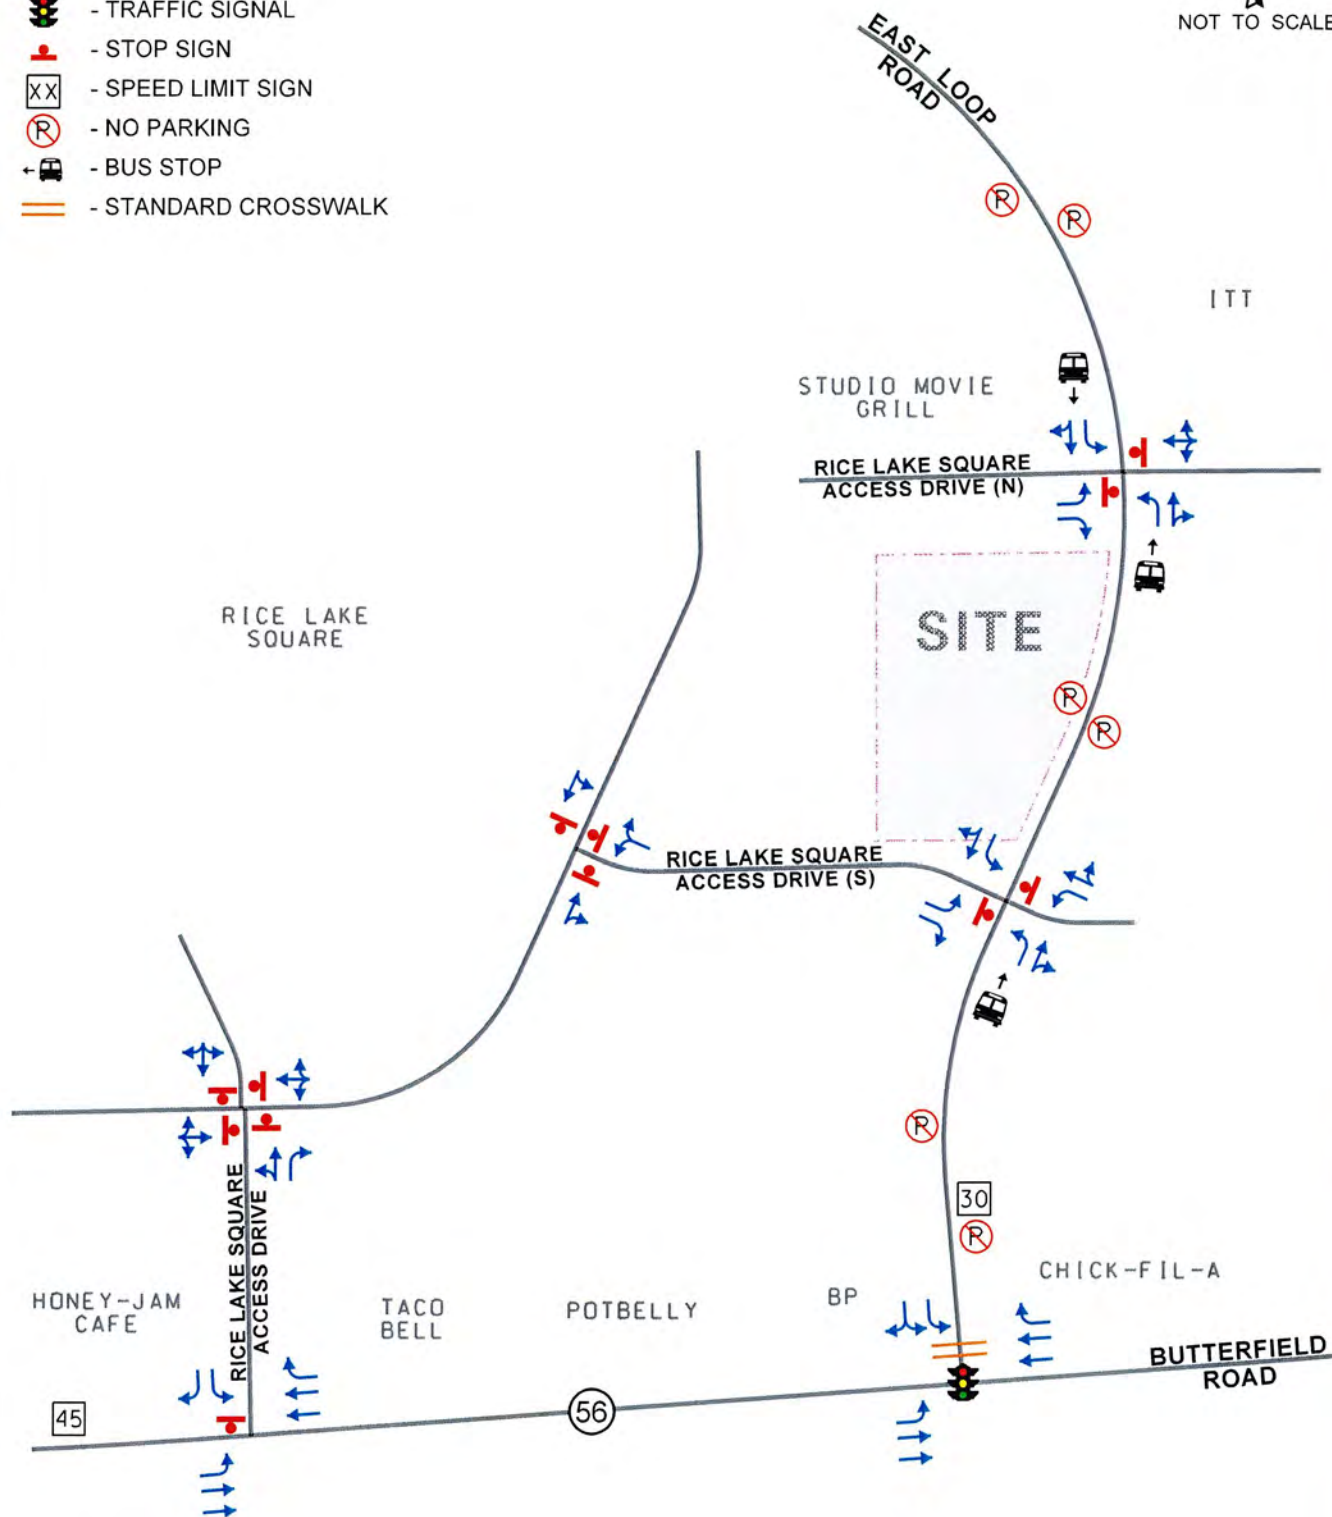 - TRAFFIC SIGNAL
- STOP SIGN
XX - SPEED LIMIT SIGN
P - NO PARKING
- BUS STOP
- STANDARD CROSSWALK
NOT TO SCALE
EAST LOOP
ROAD
P
P
ITT
STUDIO MOVIE
GRILL
RICE LAKE SQUARE
ACCESS DRIVE (N)
SITE
RICE LAKE
SQUARE
P
P
RICE LAKE SQUARE
ACCESS DRIVE (S)
P
30
P
RICE LAKE SQUARE
ACCESS DRIVE
HONEY-JAM
CAFE
TACO
BELL
POTBELLY
BP
CHICK-FIL-A
BUTTERFIELD
ROAD
45
56